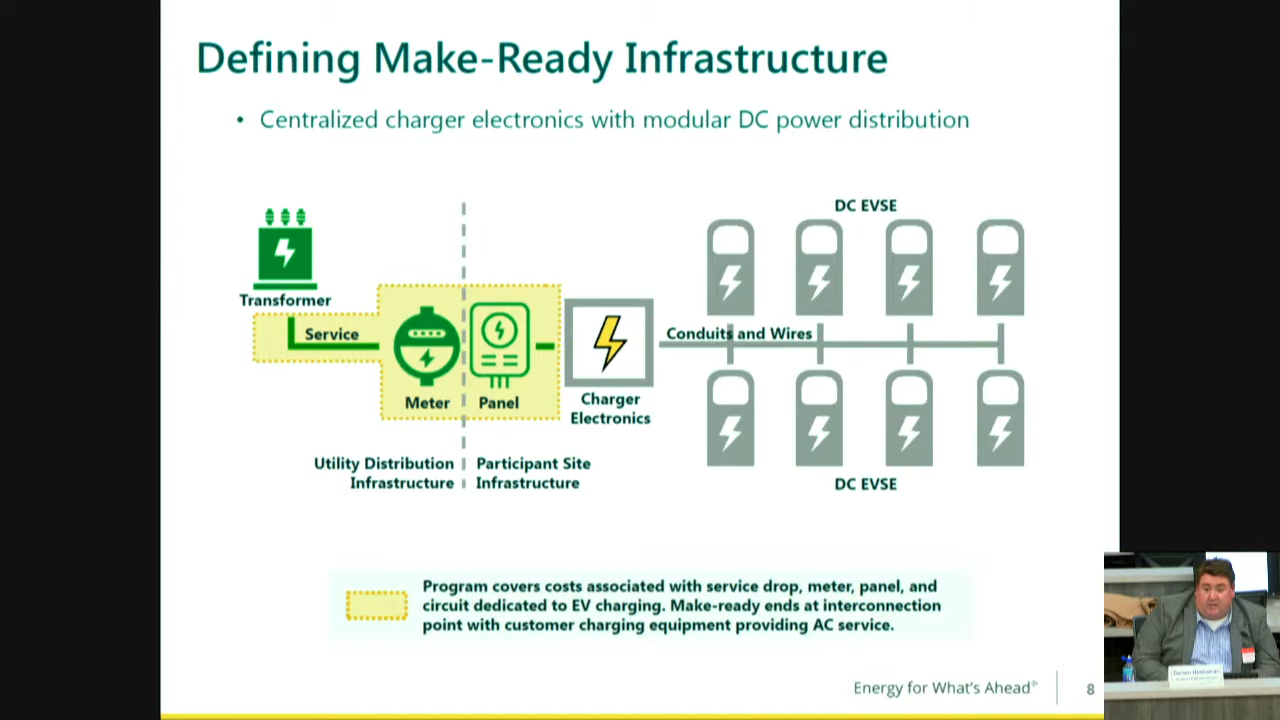 Defining Make-Ready Infrastructure
• Centralized charger electronics with modular DC power distribution
DC EVSE
Transformer
Service
Conduits and Wires
Meter
Panel
Charger
Electronics
Utility Distribution
Infrastructure
Participant Site
Infrastructure
DC EVSE
Program covers costs associated with service drop, meter, panel, and
circuit dedicated to EV charging. Make-ready ends at interconnection
point with customer charging equipment providing AC service.
Energy for What's Ahead®
8